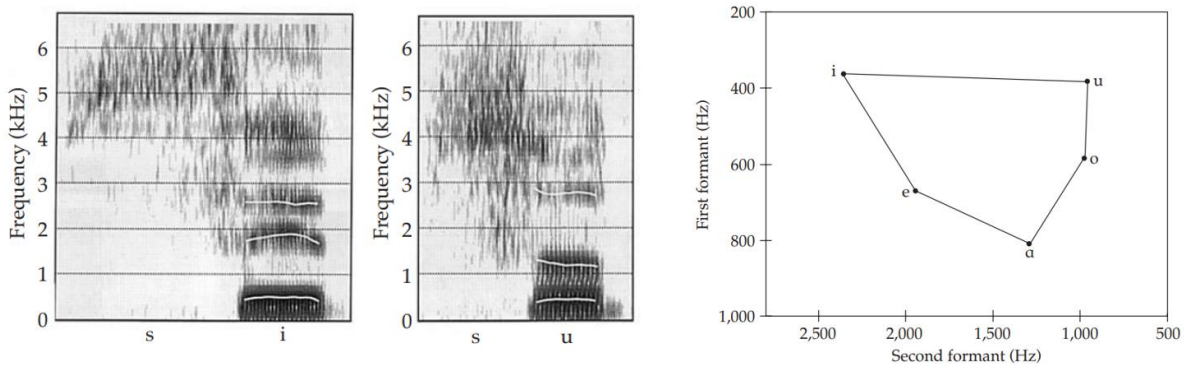 Frequency (kHz)
6
5
4
3
2
1
0
s i
Frequency (kHz)
6
5
4
3
2
1
0
s u
First formant (Hz)
200
400
600
800
1,000
i
u
o
e
a
2,500 2,000 1,500 1,000 500
Second formant (Hz)